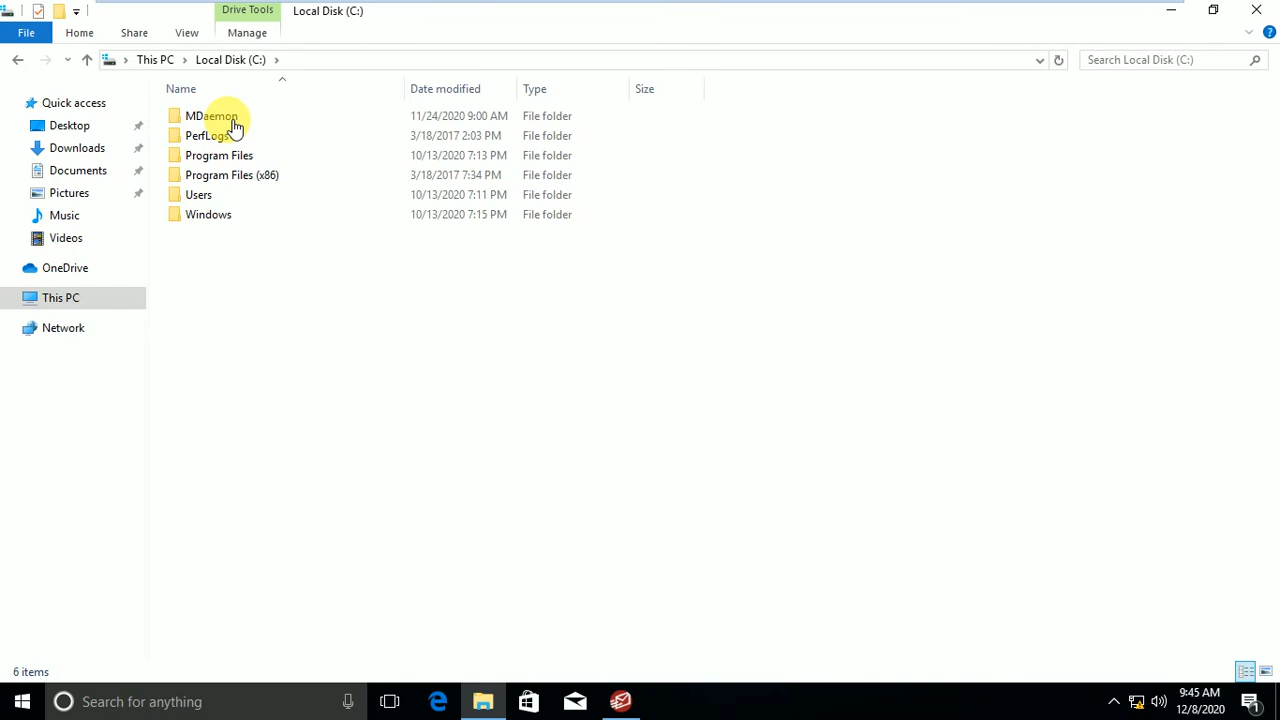 Drive Tools Local Disk (C:)
File Home Share View Manage
This PC Local Disk (C:) Search Local Disk (C:)
Name Date modified Type Size
Quick access
Desktop
Downloads
Documents
Pictures
Music
Videos
OneDrive
This PC
Network
MDaemon 11/24/2020 9:00 AM File folder
PerfLogs 3/18/2017 2:03 PM File folder
Program Files 10/13/2020 7:13 PM File folder
Program Files (x86) 3/18/2017 7:34 PM File folder
Users 10/13/2020 7:11 PM File folder
Windows 10/13/2020 7:15 PM File folder
6 items
Search for anything
9:45 AM
12/8/2020
1